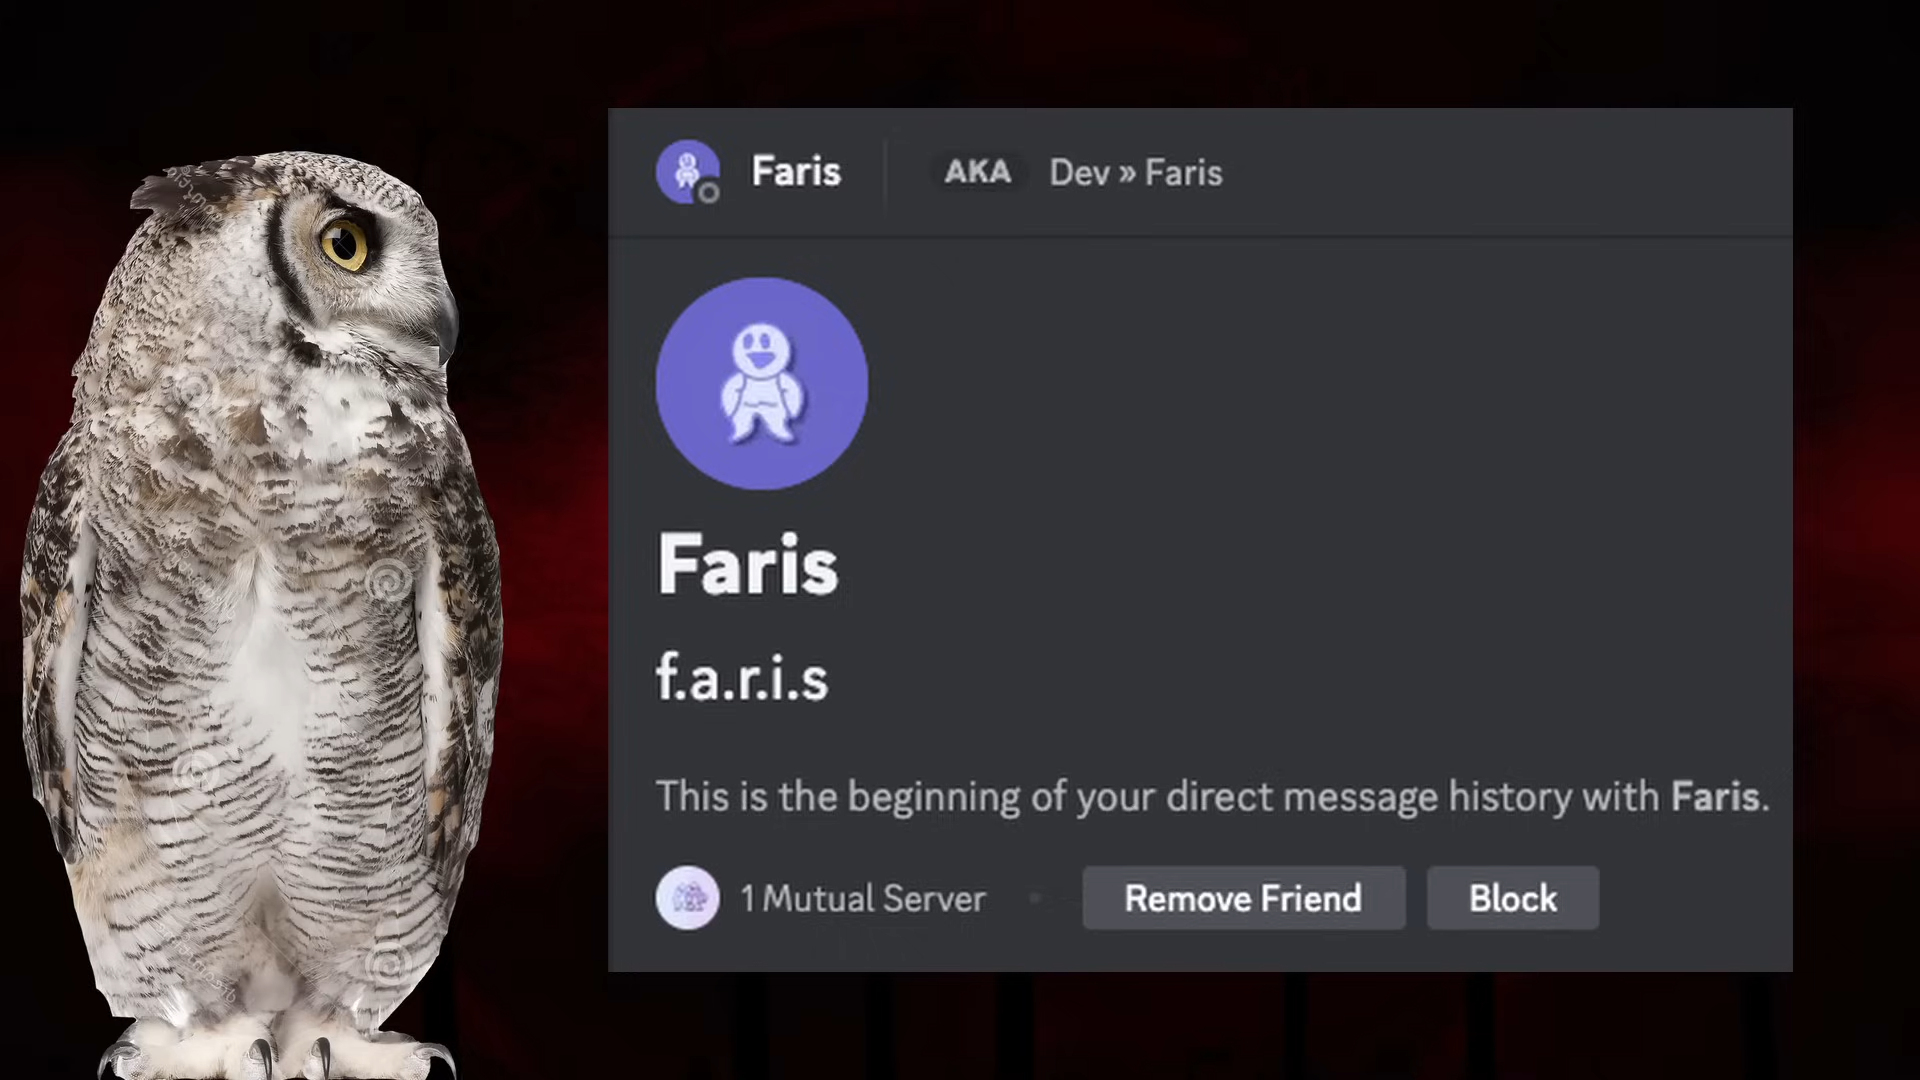 Faris AKA Dev » Faris
Faris
f.a.r.i.s
This is the beginning of your direct message history with Faris.
1 Mutual Server Remove Friend Block